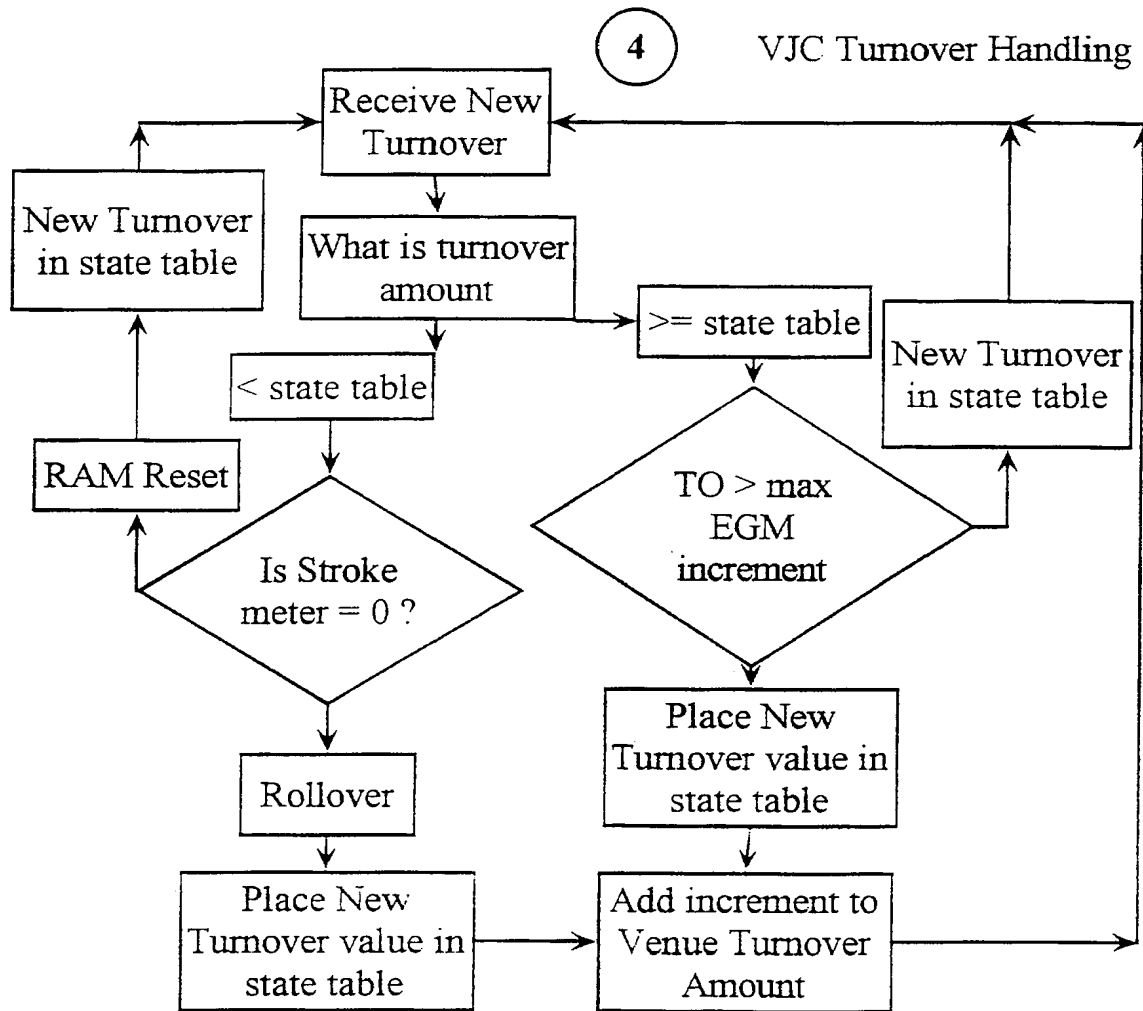 4
VJC Turnover Handling
Receive New
Turnover
New Turnover
in state table
What is turnover
amount
>= state table
New Turnover
in state table
< state table
RAM Reset
TO > max
EGM
increment
Is Stroke
meter = 0 ?
Place New
Turnover value in
state table
Rollover
Place New
Turnover value in
state table
Add increment to
Venue Turnover
Amount